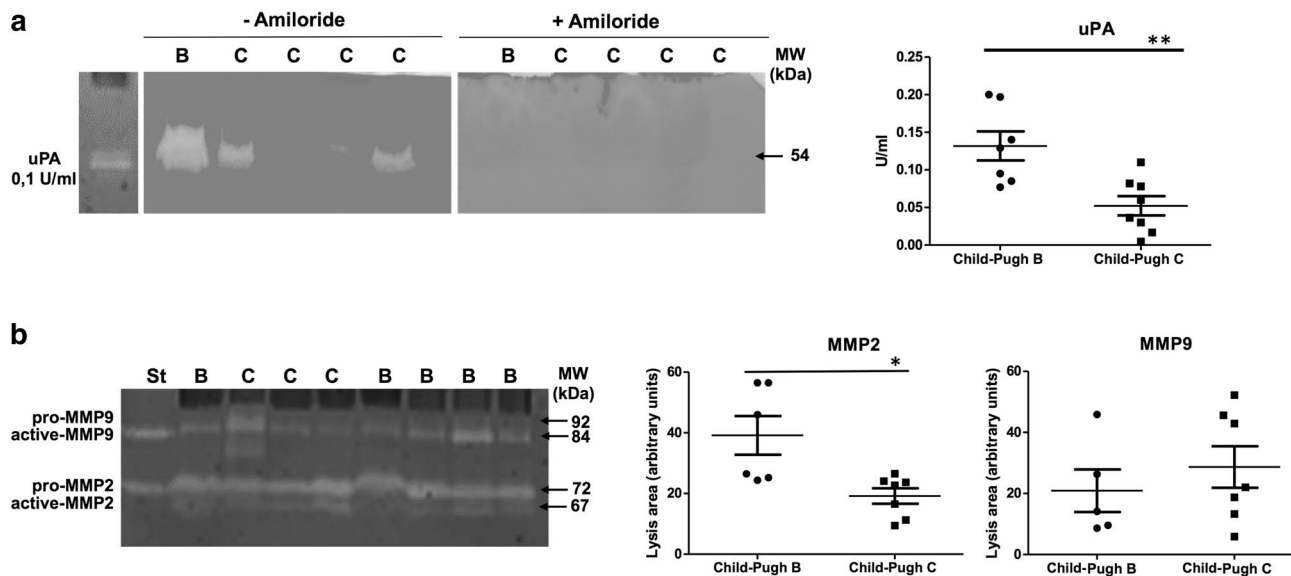 a
- Amiloride
+ Amiloride
B C C C C
B C C C C
MW
(kDa)
uPA
0,1 U/ml
54
uPA
**
0.25
0.20
0.15
0.10
0.05
0.00
U/ml
Child-Pugh B
Child-Pugh C
b
St B C C C B B B B
MW
(kDa)
pro-MMP9
active-MMP9
pro-MMP2
active-MMP2
92
84
72
67
MMP2
*
60
40
20
0
Lysis area (arbitrary units)
Child-Pugh B
Child-Pugh C
MMP9
60
40
20
0
Lysis area (arbitrary units)
Child-Pugh B
Child-Pugh C